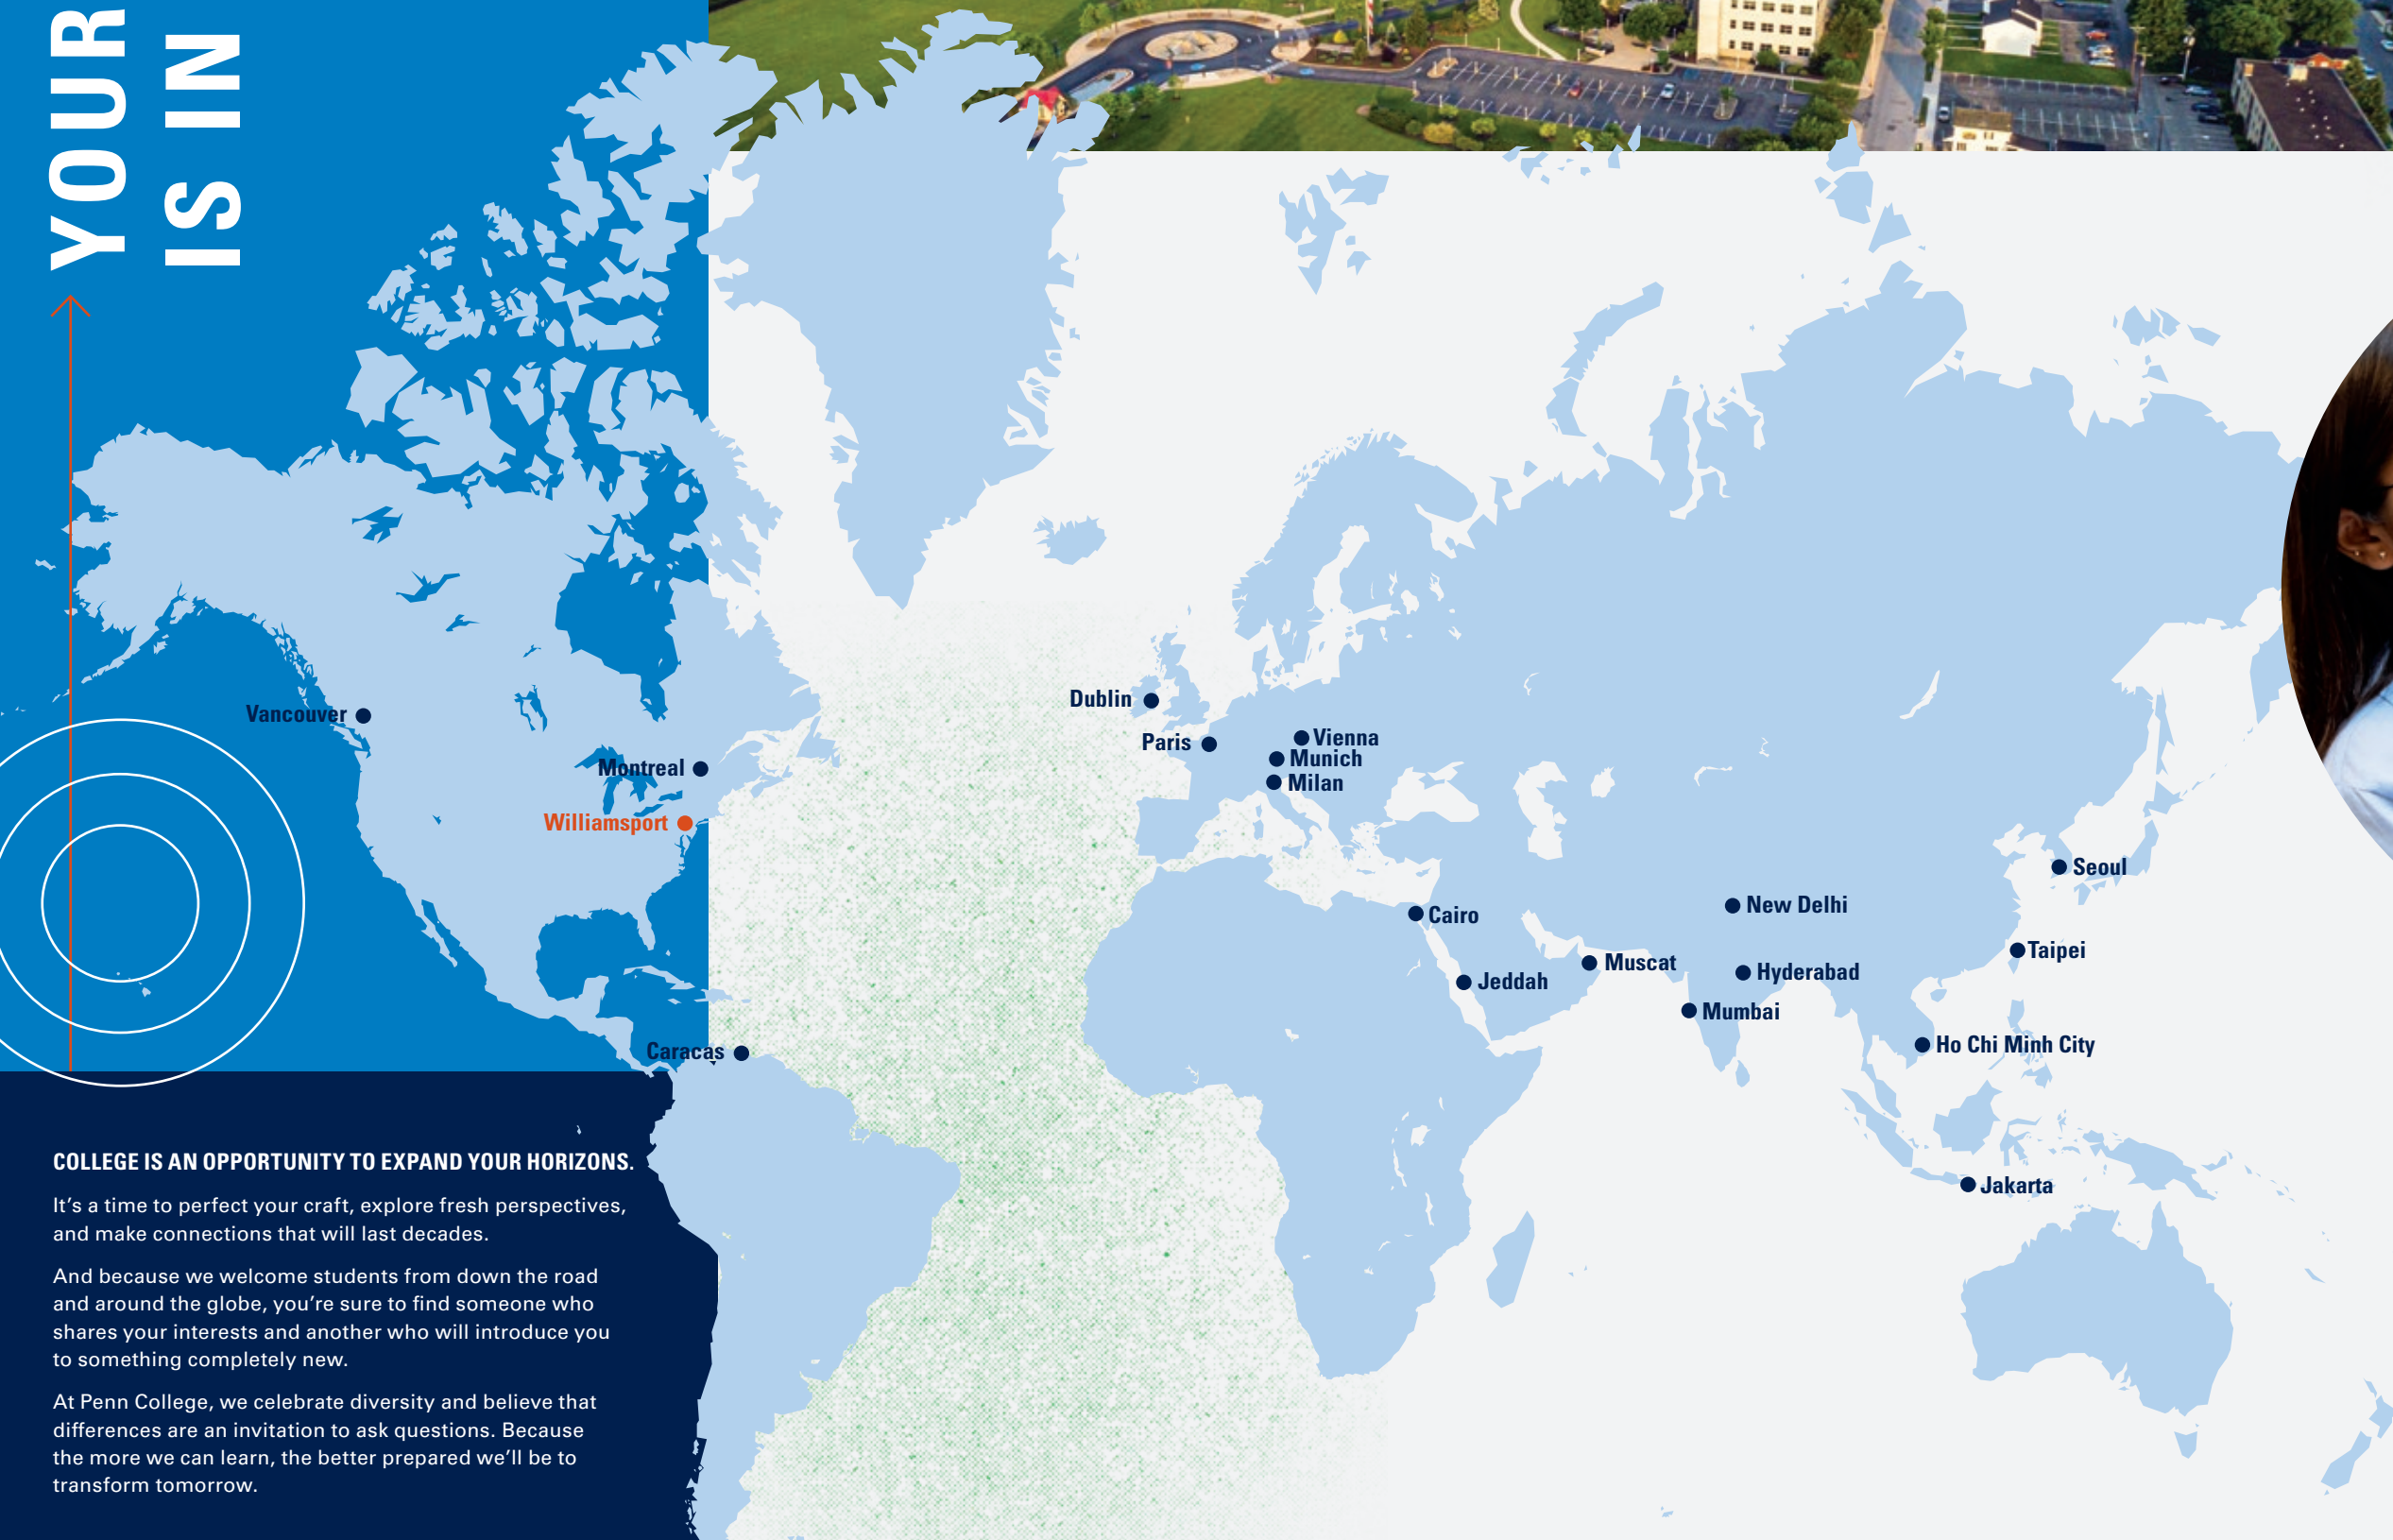 YOUR
IS IN
Vancouver
Montreal
Williamsport
Caracas
Dublin
Paris
Vienna
Munich
Milan
Cairo
Jeddah
Muscat
New Delhi
Hyderabad
Mumbai
Seoul
Taipei
Ho Chi Minh City
Jakarta
COLLEGE IS AN OPPORTUNITY TO EXPAND YOUR HORIZONS.
It’s a time to perfect your craft, explore fresh perspectives,
and make connections that will last decades.
And because we welcome students from down the road
and around the globe, you’re sure to find someone who
shares your interests and another who will introduce you
to something completely new.
At Penn College, we celebrate diversity and believe that
differences are an invitation to ask questions. Because
the more we can learn, the better prepared we’ll be to
transform tomorrow.